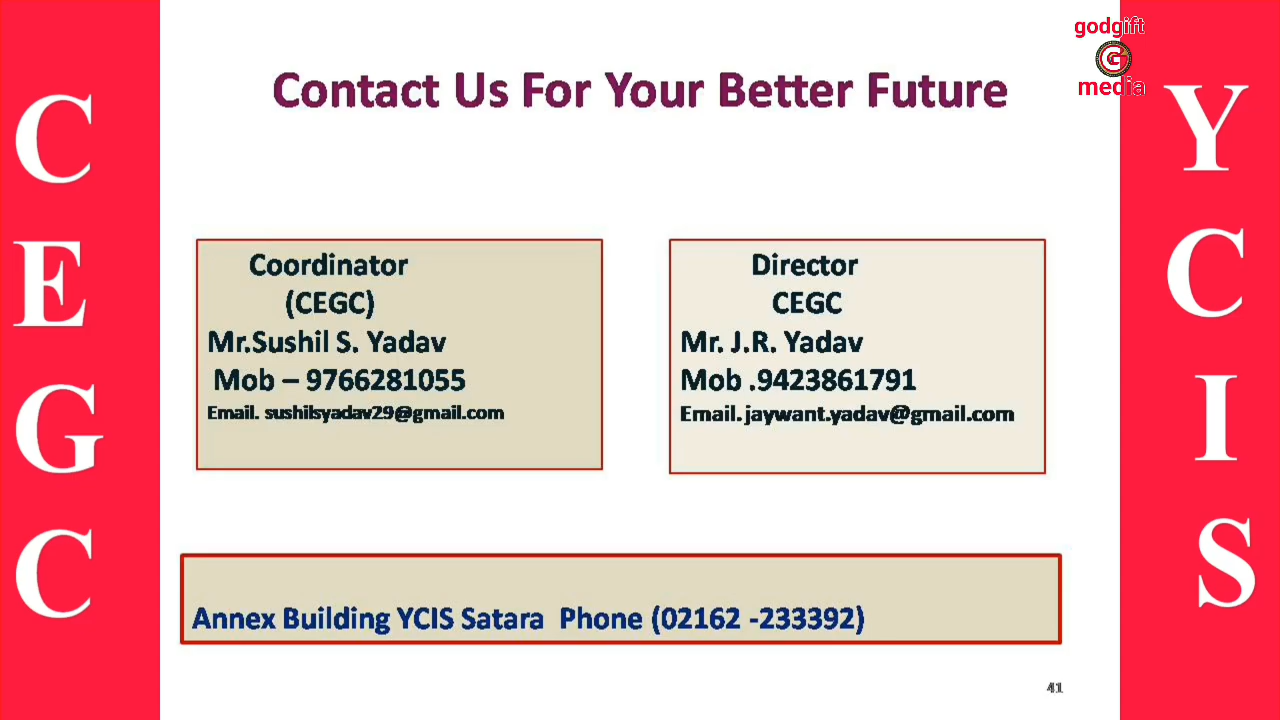 godgift
G
media
Contact Us For Your Better Future
CEGC
YCIS
Coordinator
(CEGC)
Mr.Sushil S. Yadav
Mob – 9766281055
Email. sushilsyadav29@gmail.com
Director
CEGC
Mr. J.R. Yadav
Mob .9423861791
Email.jaywant.yadav@gmail.com
Annex Building YCIS Satara Phone (02162 -233392)
41